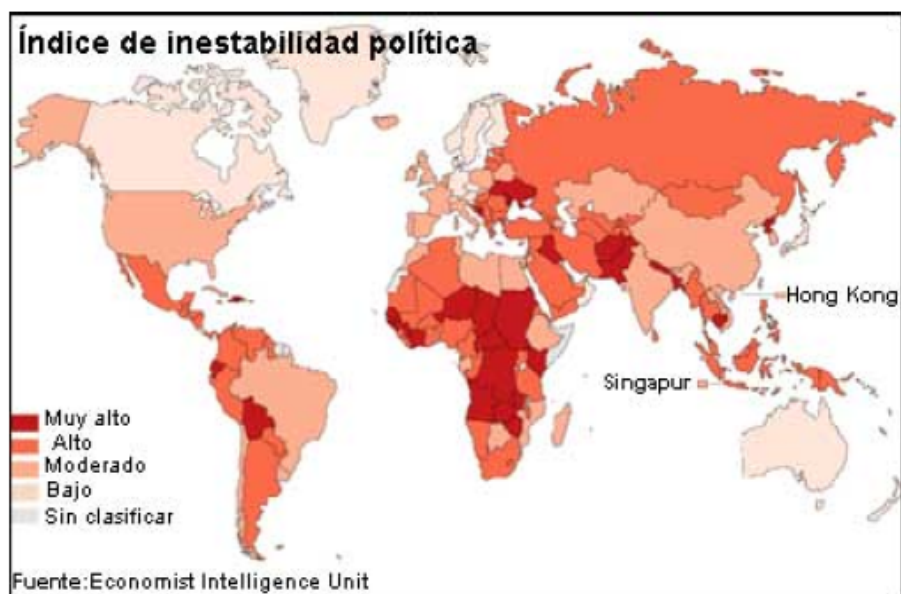 Índice de inestabilidad política
Hong Kong
Singapur
Muy alto
Alto
Moderado
Bajo
Sin clasificar
Fuente:Economist Intelligence Unit